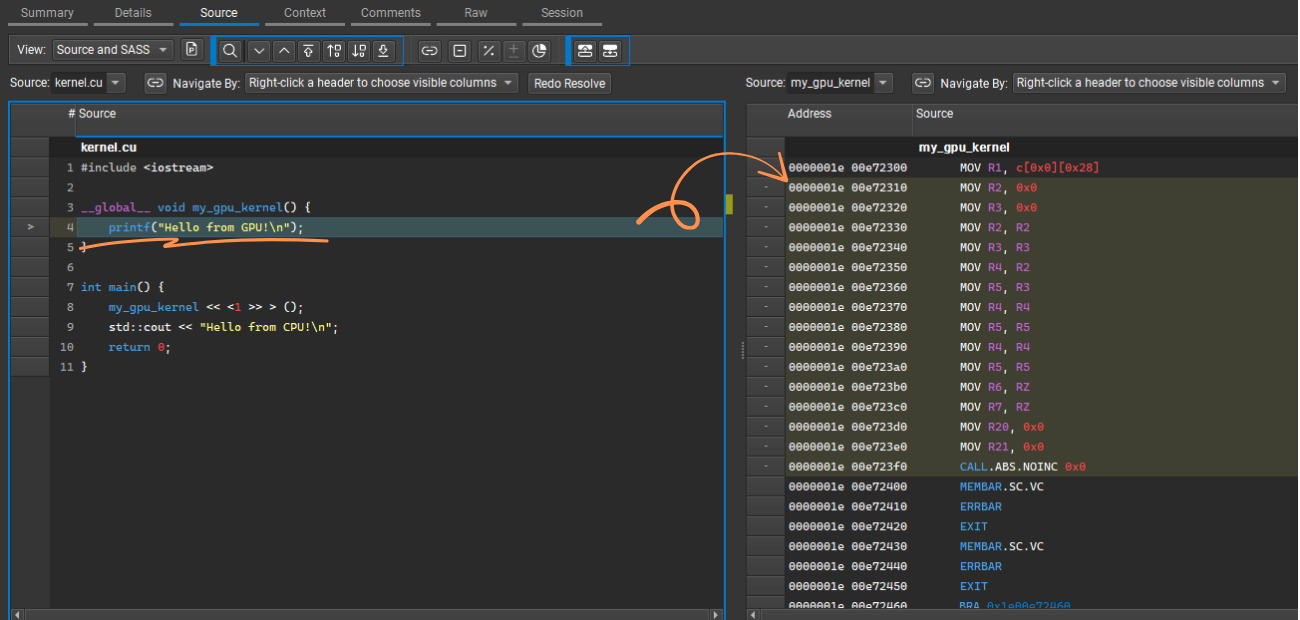 Summary Details Source Context Comments Raw Session
View: Source and SASS
Source: kernel.cu Navigate By: Right-click a header to choose visible columns Redo Resolve
# Source
kernel.cu
1 #include <iostream>
2
3 __global__ void my_gpu_kernel() {
> 4 printf("Hello from GPU!\n");
5 }
6
7 int main() {
8 my_gpu_kernel << <1 >> > ();
9 std::cout << "Hello from CPU!\n";
10 return 0;
11 }
Source: my_gpu_kernel Navigate By: Right-click a header to choose visible columns
Address Source
my_gpu_kernel
0000001e 00e72300 MOV R1, c[0x0][0x28]
- 0000001e 00e72310 MOV R2, 0x0
- 0000001e 00e72320 MOV R3, 0x0
- 0000001e 00e72330 MOV R2, R2
- 0000001e 00e72340 MOV R3, R3
- 0000001e 00e72350 MOV R4, R2
- 0000001e 00e72360 MOV R5, R3
- 0000001e 00e72370 MOV R4, R4
- 0000001e 00e72380 MOV R5, R5
- 0000001e 00e72390 MOV R4, R4
- 0000001e 00e723a0 MOV R5, R5
- 0000001e 00e723b0 MOV R6, RZ
- 0000001e 00e723c0 MOV R7, RZ
- 0000001e 00e723d0 MOV R20, 0x0
- 0000001e 00e723e0 MOV R21, 0x0
- 0000001e 00e723f0 CALL.ABS.NOINC 0x0
0000001e 00e72400 MEMBAR.SC.VC
0000001e 00e72410 ERRBAR
0000001e 00e72420 EXIT
0000001e 00e72430 MEMBAR.SC.VC
0000001e 00e72440 ERRBAR
0000001e 00e72450 EXIT
0000001e 00e72460 BRA 0x1e00e72460